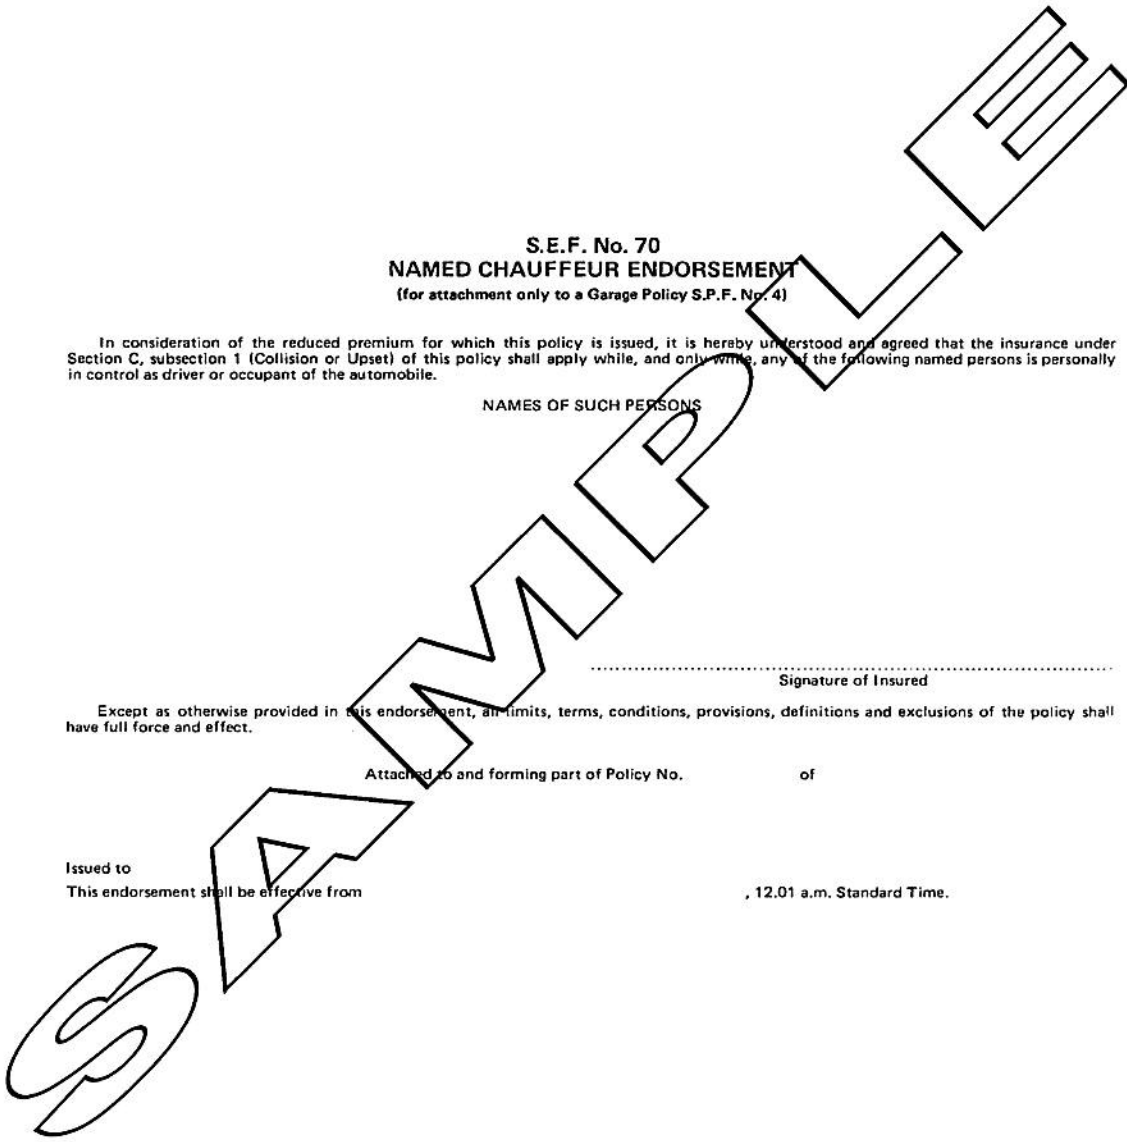 S.E.F. No. 70
NAMED CHAUFFEUR ENDORSEMENT
(for attachment only to a Garage Policy S.P.F. No. 4)
In consideration of the reduced premium for which this policy is issued, it is hereby understood and agreed that the insurance under
Section C, subsection 1 (Collision or Upset) of this policy shall apply while, and only while, any of the following named persons is personally
in control as driver or occupant of the automobile.
NAMES OF SUCH PERSONS
Signature of Insured
Except as otherwise provided in this endorsement, all limits, terms, conditions, provisions, definitions and exclusions of the policy shall
have full force and effect.
Attached to and forming part of Policy No. of
Issued to
This endorsement shall be effective from , 12.01 a.m. Standard Time.
SAMPLE